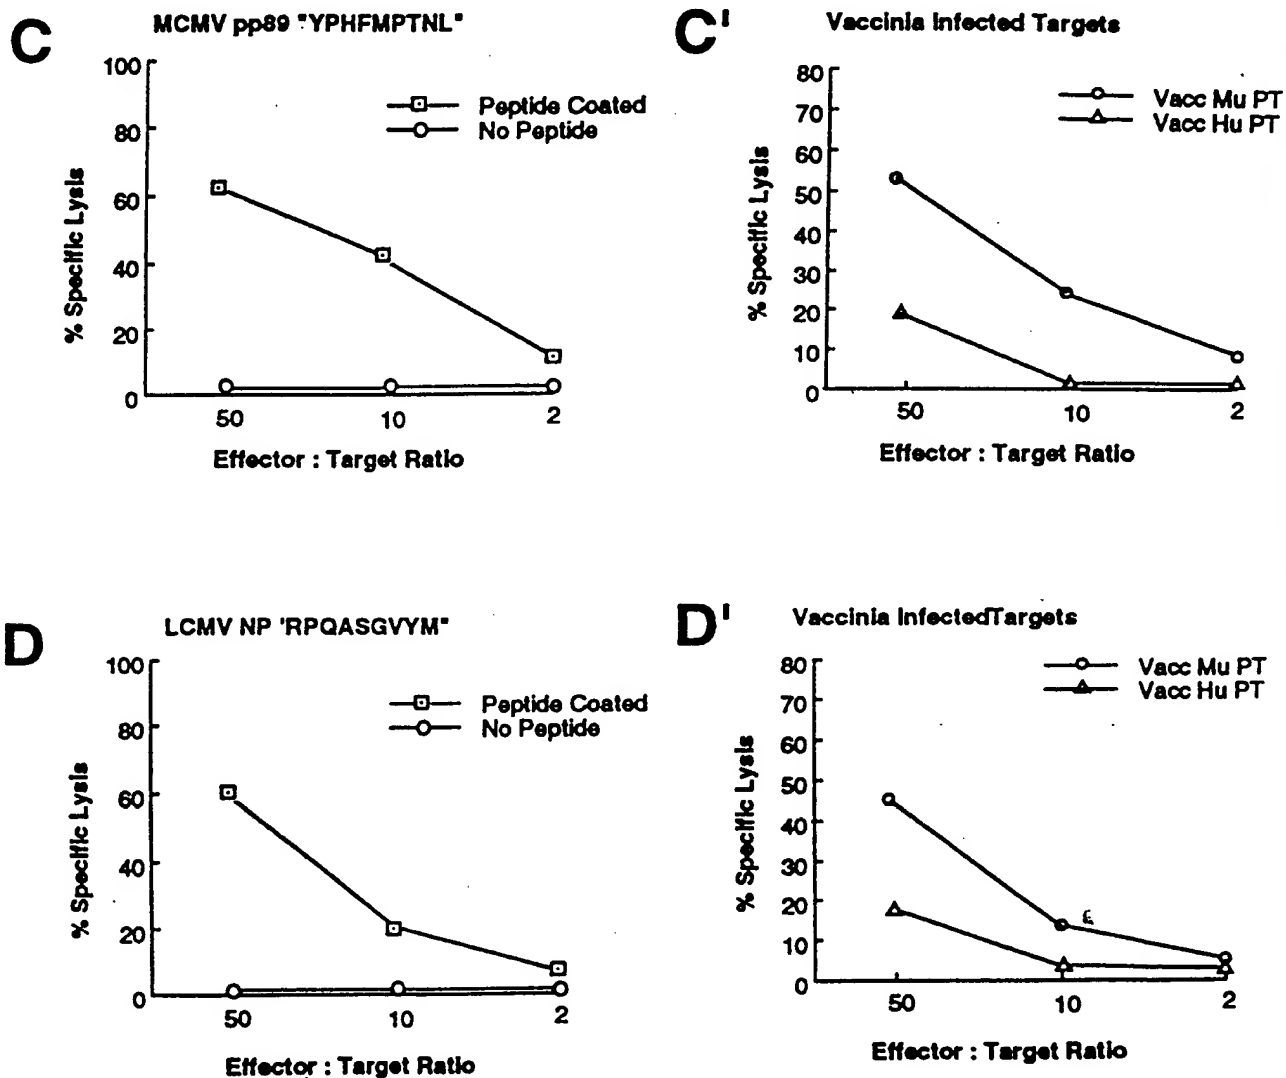 C
MCMV pp89 "YPHFMPTNL"
100
80
60
40
20
0
% Specific Lysis
Peptide Coated
No Peptide
50 10 2
Effector : Target Ratio
C'
Vaccinia Infected Targets
80
70
60
50
40
30
20
10
0
% Specific Lysis
Vacc Mu PT
Vacc Hu PT
50 10 2
Effector : Target Ratio
D
LCMV NP 'RPQASGVYM"
100
80
60
40
20
0
% Specific Lysis
Peptide Coated
No Peptide
50 10 2
Effector : Target Ratio
D'
Vaccinia InfectedTargets
80
70
60
50
40
30
20
10
0
% Specific Lysis
Vacc Mu PT
Vacc Hu PT
50 10 2
Effector : Target Ratio